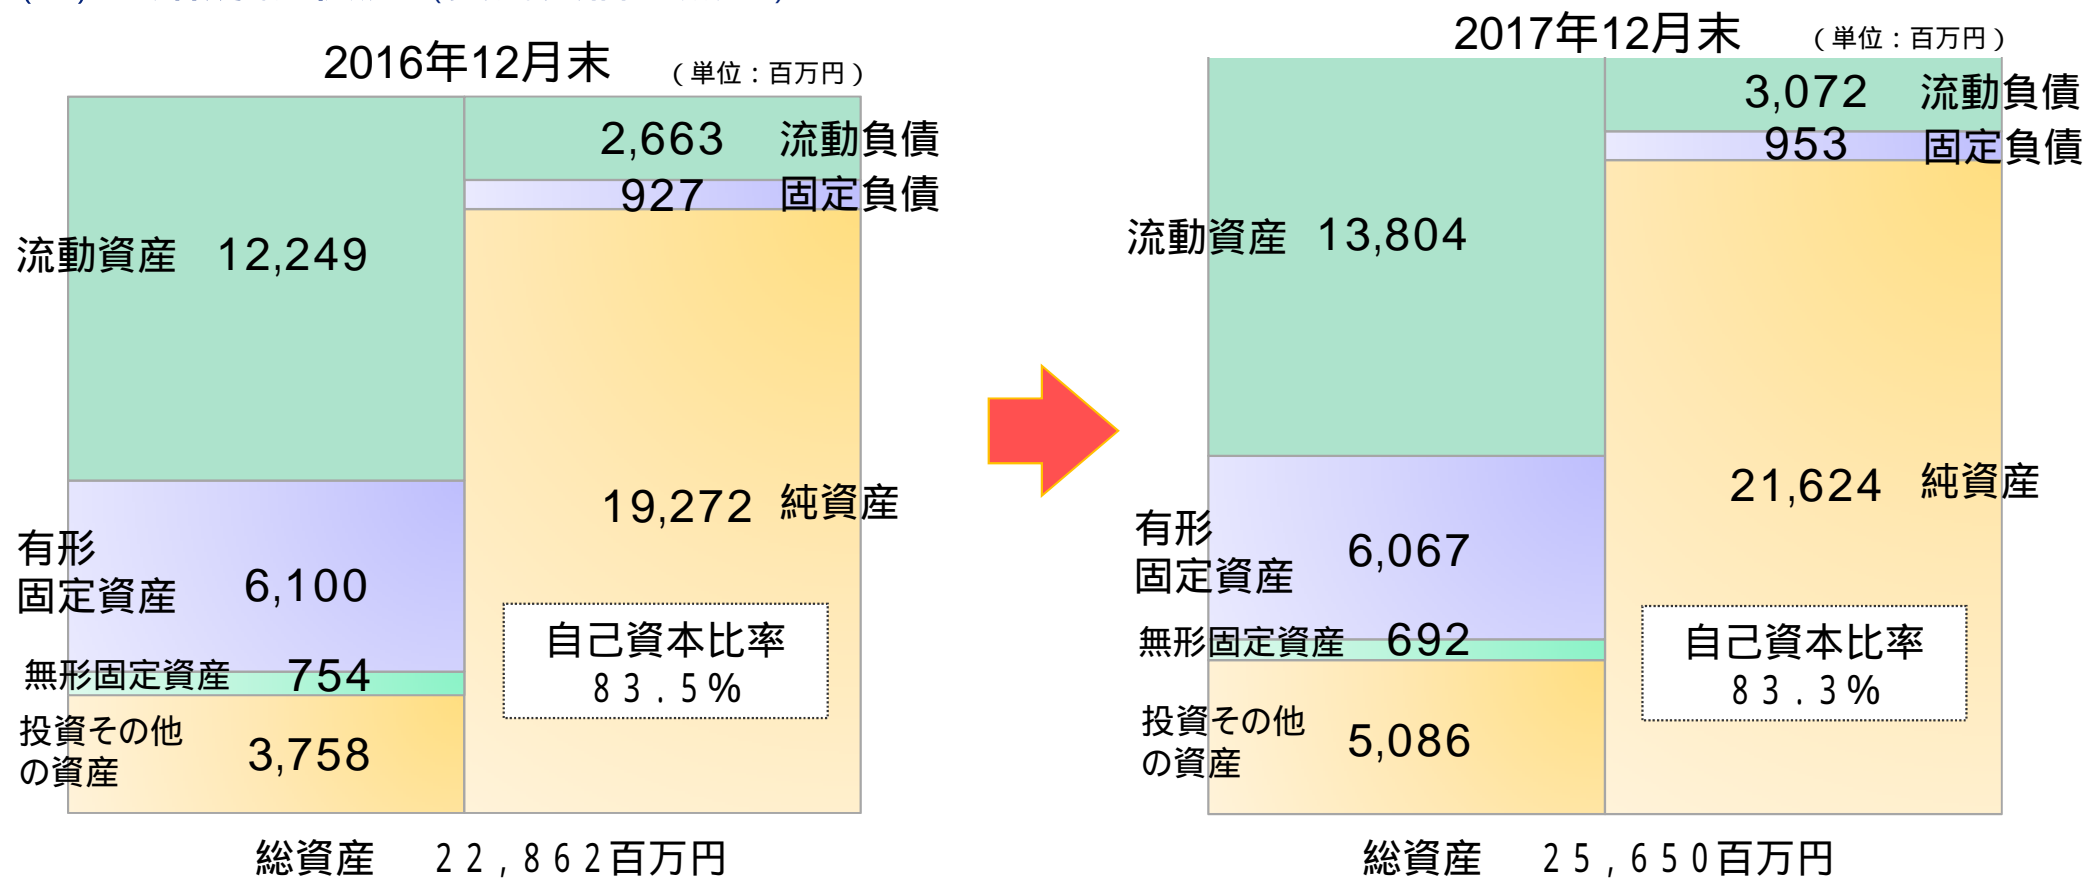 2016年12月末 （単位：百万円）
2,663 流動負債
927 固定負債
流動資産 12,249
19,272 純資産
有形
固定資産 6,100
自己資本比率
８３．５％
無形固定資産 754
投資その他
の資産 3,758
総資産 ２２，８６２百万円
2017年12月末 （単位：百万円）
3,072 流動負債
953 固定負債
流動資産 13,804
21,624 純資産
有形
固定資産 6,067
自己資本比率
８３．３％
無形固定資産 692
投資その他
の資産 5,086
総資産 ２５，６５０百万円